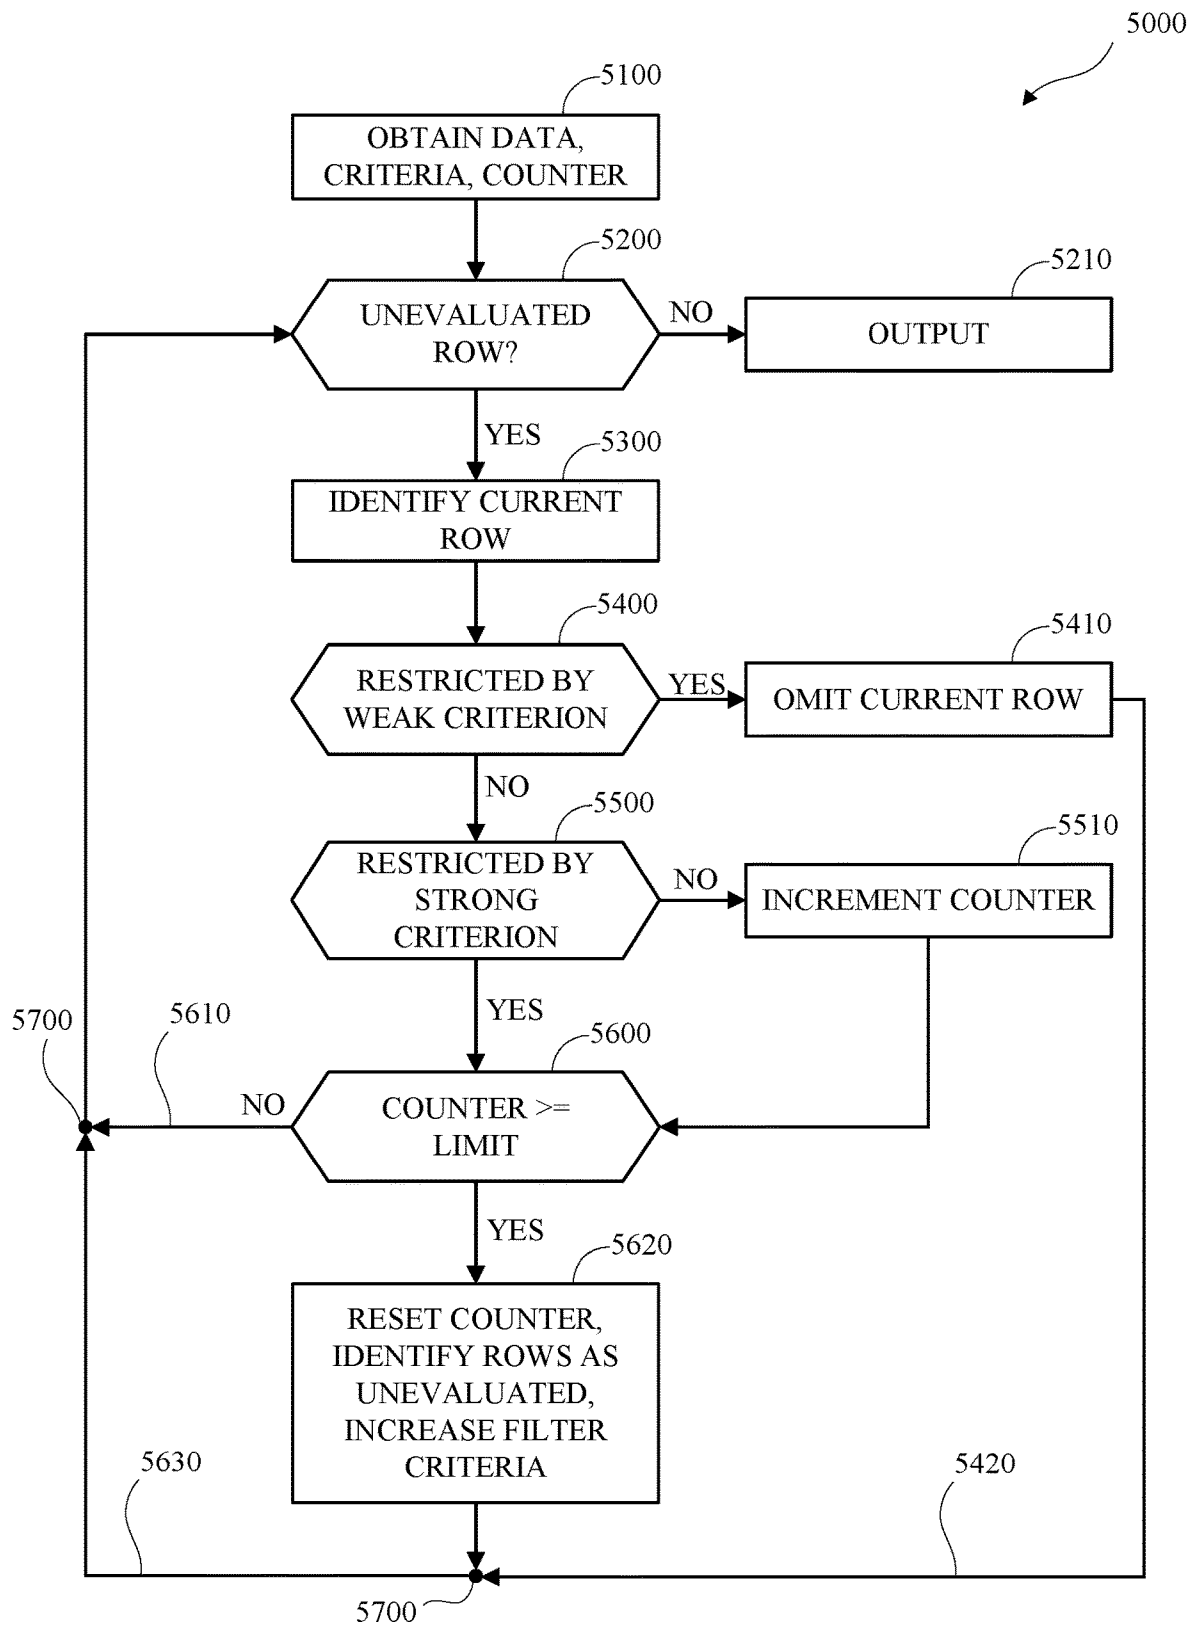 5000
5100
OBTAIN DATA,
CRITERIA, COUNTER
5200
UNEVALUATED
ROW?
NO
5210
OUTPUT
YES
5300
IDENTIFY CURRENT
ROW
5400
RESTRICTED BY
WEAK CRITERION
YES
5410
OMIT CURRENT ROW
NO
5500
RESTRICTED BY
STRONG
CRITERION
NO
5510
INCREMENT COUNTER
YES
5700
5610
NO
5600
COUNTER >=
LIMIT
YES
5620
RESET COUNTER,
IDENTIFY ROWS AS
UNEVALUATED,
INCREASE FILTER
CRITERIA
5630
5420
5700